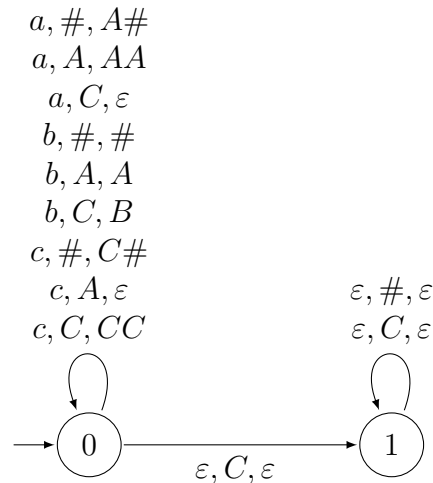 a, #, A#
a, A, AA
a, C, ε
b, #, #
b, A, A
b, C, B
c, #, C#
c, A, ε
c, C, CC
ε, #, ε
ε, C, ε
0
1
ε, C, ε